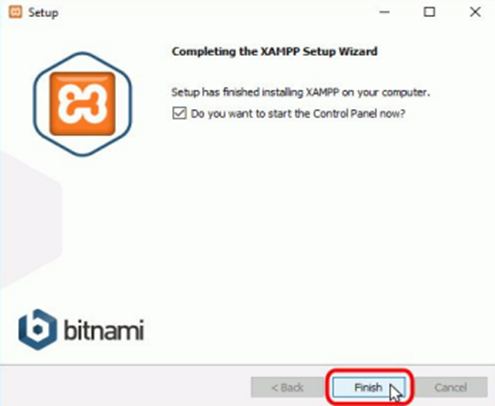 Setup
Completing the XAMPP Setup Wizard
Setup has finished installing XAMPP on your computer.
Do you want to start the Control Panel now?
bitnami
< Back
Finish
Cancel